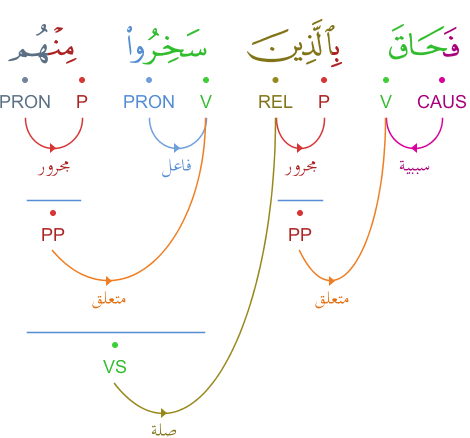 فَحَاقَ بِٱلَّذِينَ سَخِرُوا۟ مِنْهُم
CAUS V P REL V PRON P PRON
سببية مجرور فاعل مجرور
PP PP
متعلق متعلق
VS
صلة